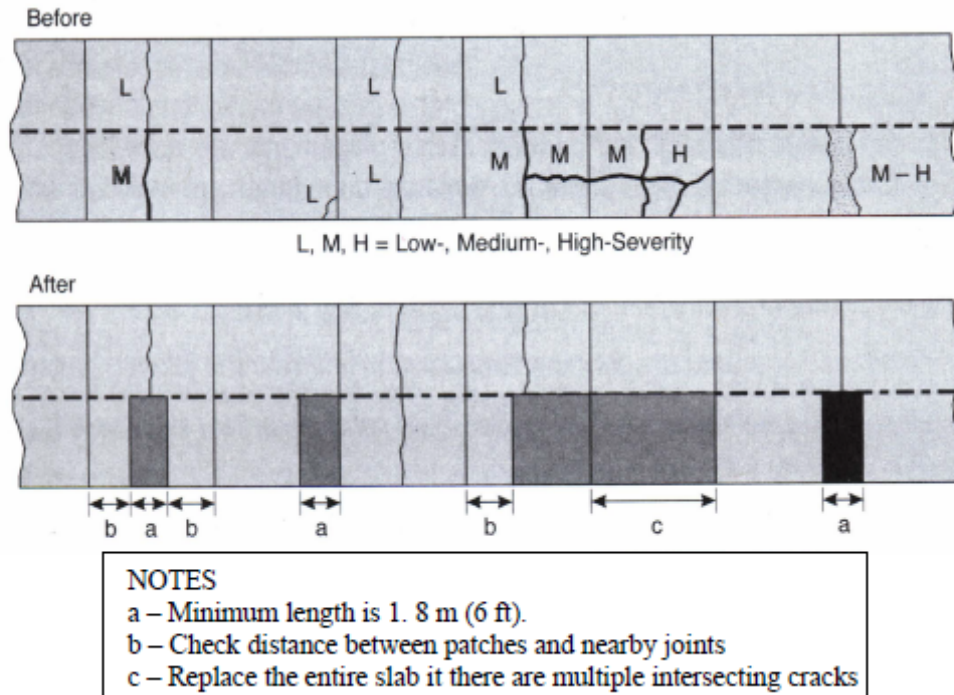 Before
L L L
M L L M M M H M – H
L, M, H = Low-, Medium-, High-Severity
After
b a b a b c a
NOTES
a – Minimum length is 1. 8 m (6 ft).
b – Check distance between patches and nearby joints
c – Replace the entire slab it there are multiple intersecting cracks